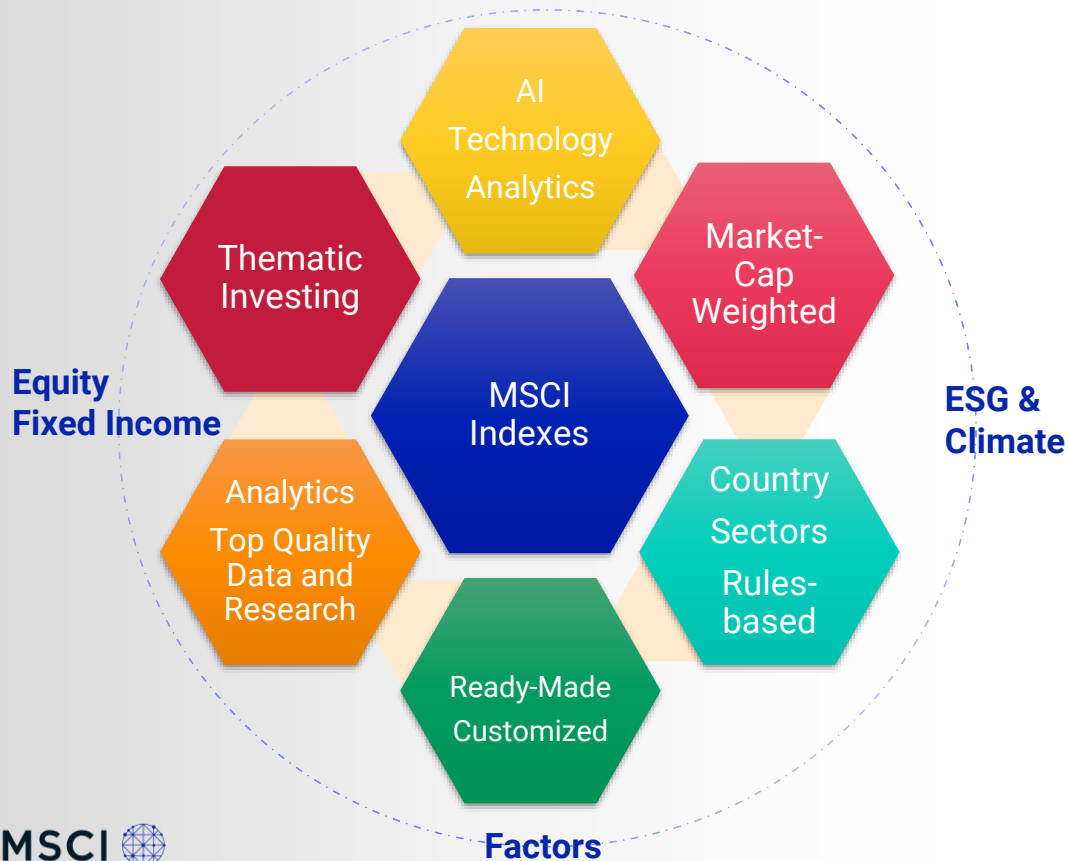 AI
Technology
Analytics
Thematic
Investing
Market-
Cap
Weighted
MSCI
Indexes
Equity
Fixed Income
ESG &
Climate
Analytics
Top Quality
Data and
Research
Country
Sectors
Rules-
based
Ready-Made
Customized
MSCI
Factors